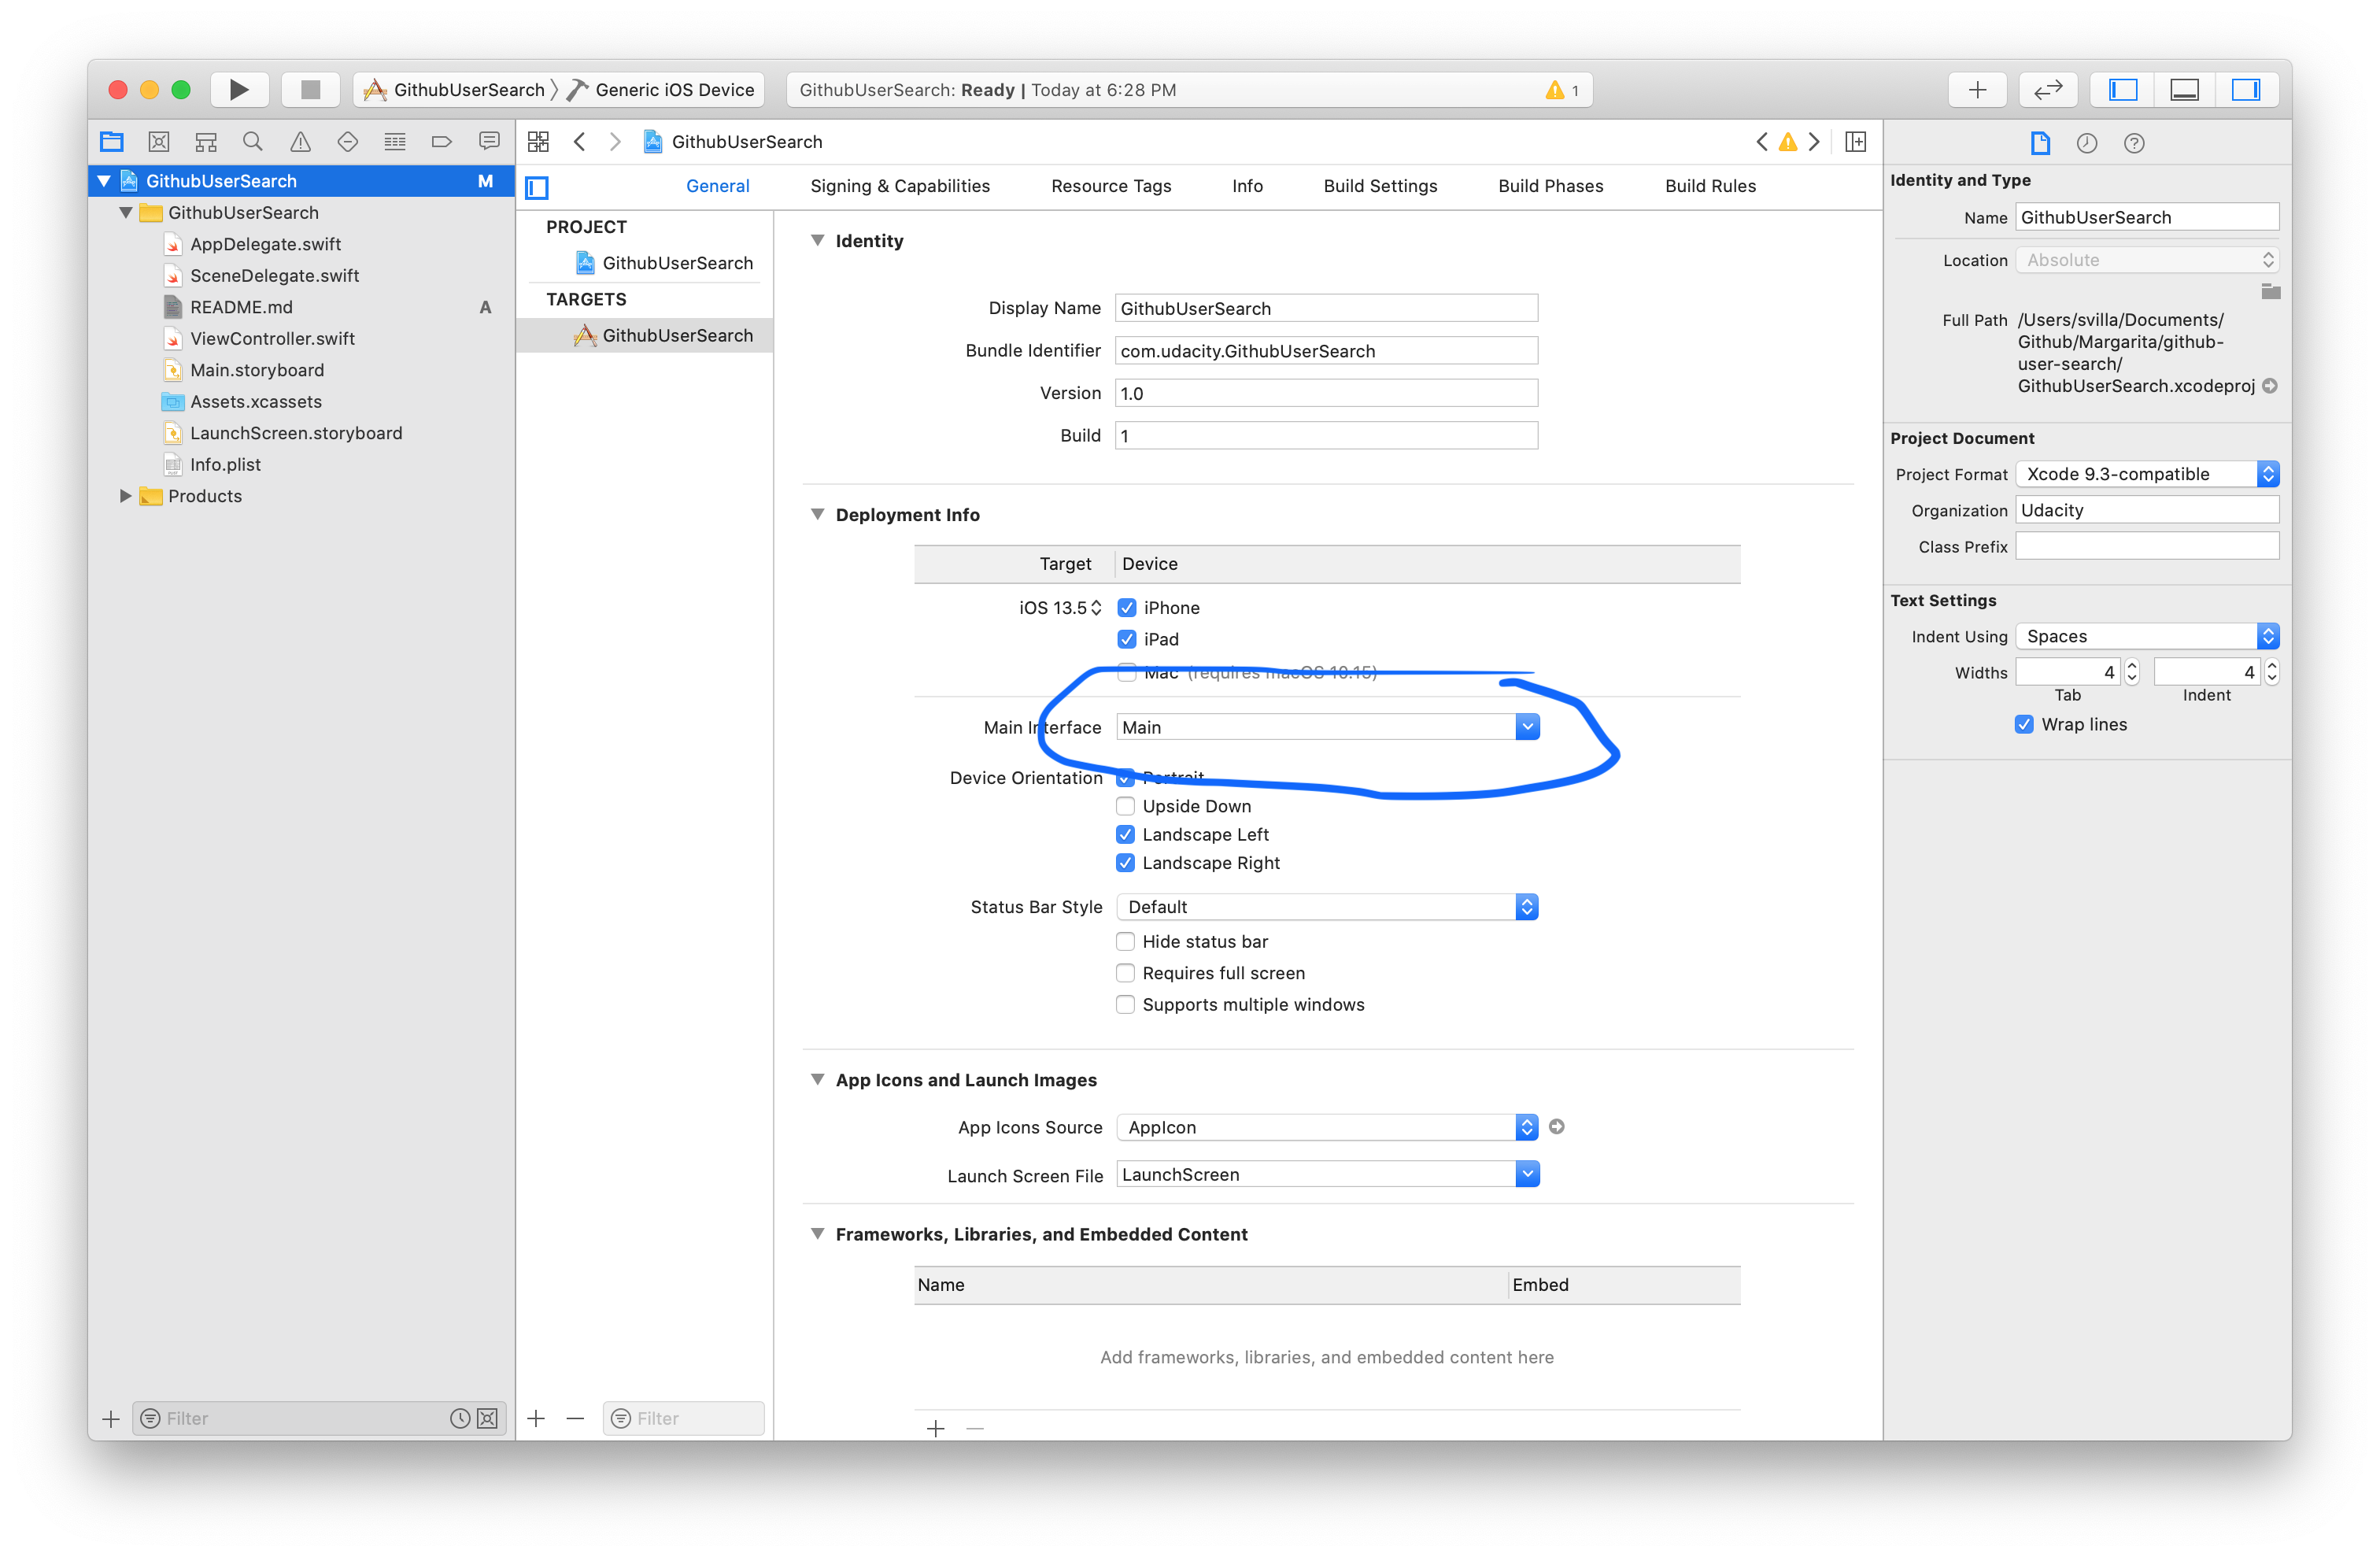 GithubUserSearch 〉 Generic iOS Device
GithubUserSearch: Ready | Today at 6:28 PM
1
GithubUserSearch M
GithubUserSearch
AppDelegate.swift
SceneDelegate.swift
README.md A
ViewController.swift
Main.storyboard
Assets.xcassets
LaunchScreen.storyboard
Info.plist
Products
Filter
GithubUserSearch
General Signing & Capabilities Resource Tags Info Build Settings Build Phases Build Rules
PROJECT
GithubUserSearch
TARGETS
GithubUserSearch
Filter
Identity
Display Name GithubUserSearch
Bundle Identifier com.udacity.GithubUserSearch
Version 1.0
Build 1
Deployment Info
Target Device
iOS 13.5 iPhone
iPad
Mac (requires macOS 10.15)
Main Interface Main
Device Orientation Portrait
Upside Down
Landscape Left
Landscape Right
Status Bar Style Default
Hide status bar
Requires full screen
Supports multiple windows
App Icons and Launch Images
App Icons Source AppIcon
Launch Screen File LaunchScreen
Frameworks, Libraries, and Embedded Content
Name Embed
Add frameworks, libraries, and embedded content here
Identity and Type
Name GithubUserSearch
Location Absolute
Full Path /Users/svilla/Documents/
Github/Margarita/github-
user-search/
GithubUserSearch.xcodeproj
Project Document
Project Format Xcode 9.3-compatible
Organization Udacity
Class Prefix
Text Settings
Indent Using Spaces
Widths 4 4
Tab Indent
Wrap lines